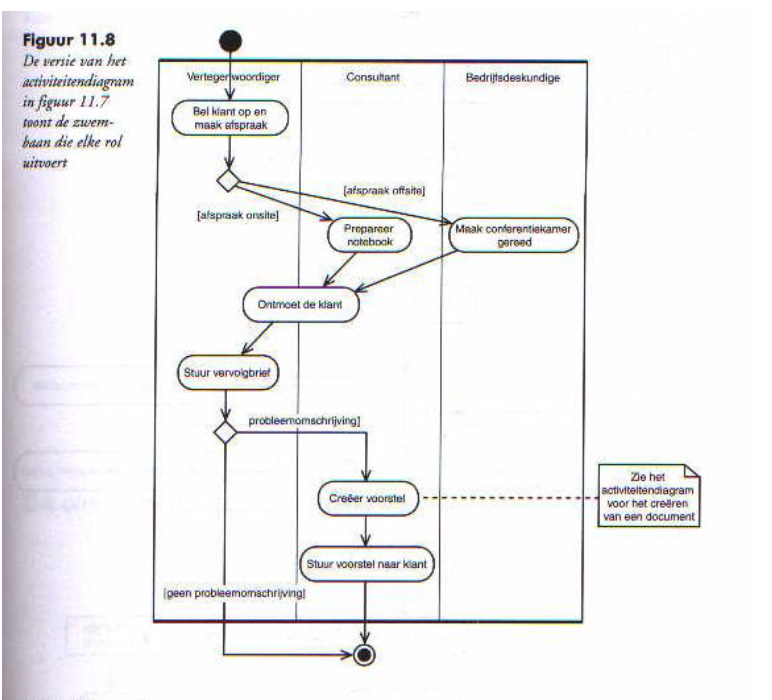 Figuur 11.8
De versie van het
activiteitendiagram
in figuur 11.7
toont de zwem-
baan die elke rol
uitvoert
Vertegenwoordiger
Consultant
Bedrijfsdeskundige
Bel klant op en
maak afspraak
[afspraak offsite]
[afspraak onsite]
Prepareer
notebook
Maak conferentiekamer
gereed
Ontmoet de klant
Stuur vervolgbrief
probleemomschrijving]
Creëer voorstel
Zie het
activiteitendiagram
voor het creëren
van een document
Stuur voorstel naar klant
[geen probleemomschrijving]